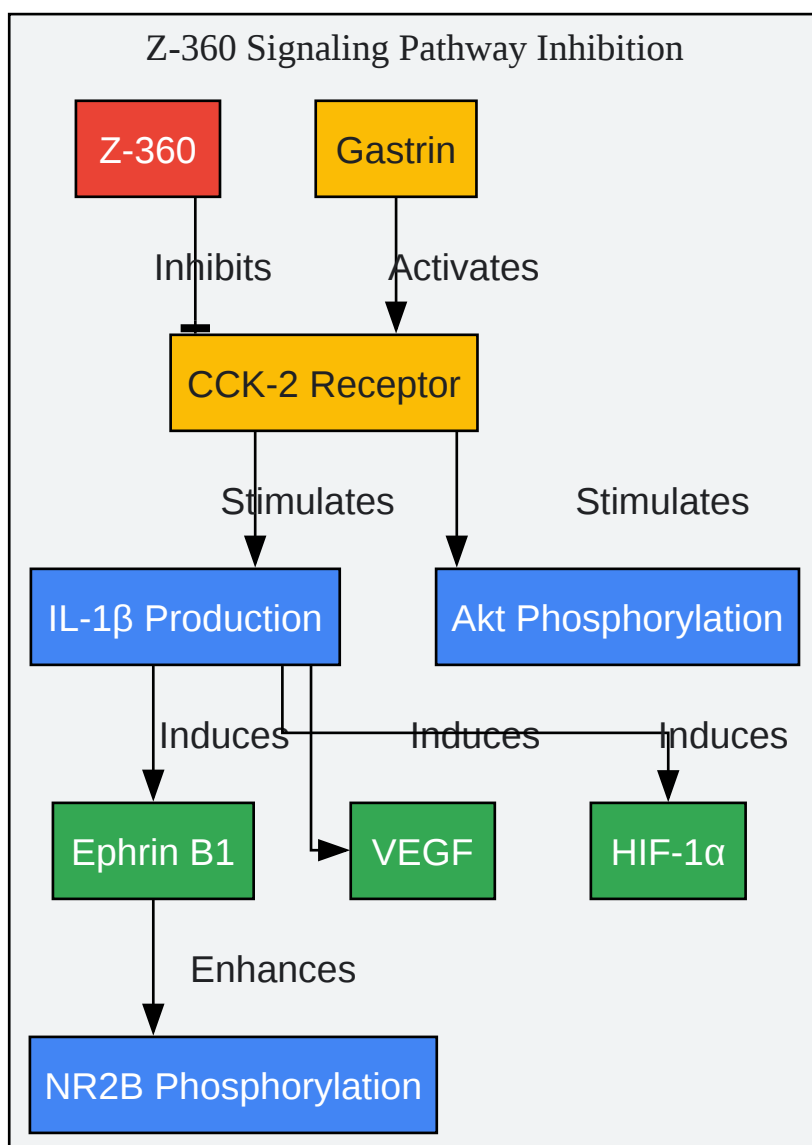 Z-360 Signaling Pathway Inhibition
Z-360
Gastrin
Inhibits
Activates
CCK-2 Receptor
Stimulates
Stimulates
IL-1β Production
Akt Phosphorylation
Induces
Induces
Induces
Ephrin B1
VEGF
HIF-1α
Enhances
NR2B Phosphorylation